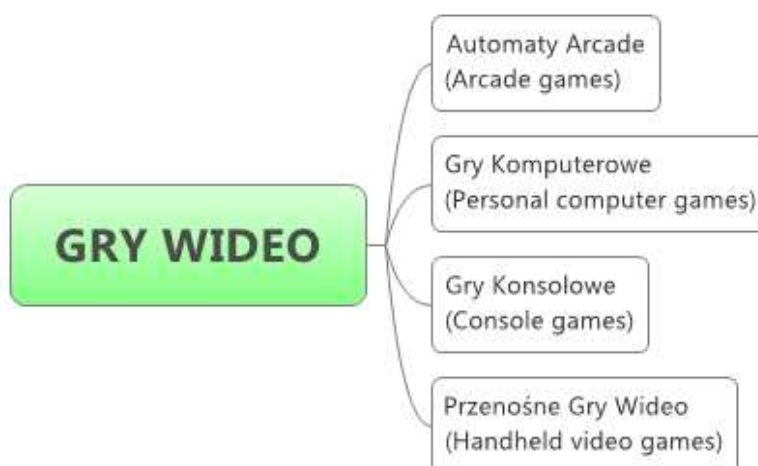 GRY WIDEO
Automaty Arcade
(Arcade games)
Gry Komputerowe
(Personal computer games)
Gry Konsolowe
(Console games)
Przenośne Gry Wideo
(Handheld video games)